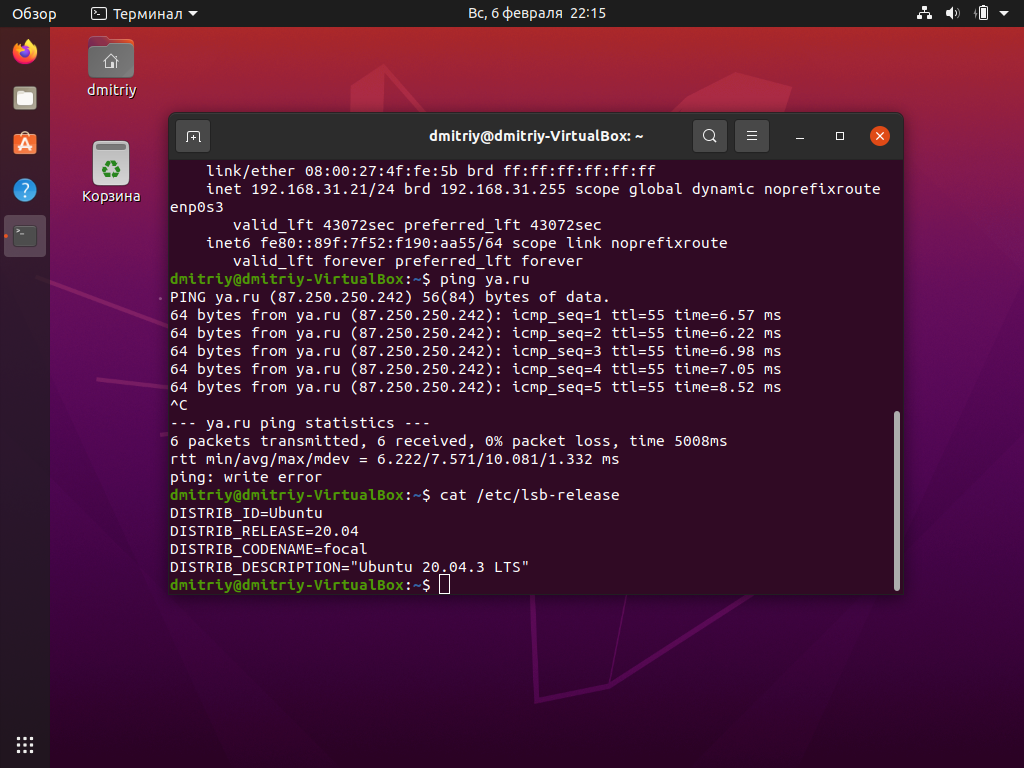 Обзор
Терминал
Вс, 6 февраля 22:15
dmitriy
Корзина
dmitriy@dmitriy-VirtualBox: ~
link/ether 08:00:27:4f:fe:5b brd ff:ff:ff:ff:ff:ff
inet 192.168.31.21/24 brd 192.168.31.255 scope global dynamic noprefixroute
enp0s3
valid_lft 43072sec preferred_lft 43072sec
inet6 fe80::89f:7f52:f190:aa55/64 scope link noprefixroute
valid_lft forever preferred_lft forever
dmitriy@dmitriy-VirtualBox:~$ ping ya.ru
PING ya.ru (87.250.250.242) 56(84) bytes of data.
64 bytes from ya.ru (87.250.250.242): icmp_seq=1 ttl=55 time=6.57 ms
64 bytes from ya.ru (87.250.250.242): icmp_seq=2 ttl=55 time=6.22 ms
64 bytes from ya.ru (87.250.250.242): icmp_seq=3 ttl=55 time=6.98 ms
64 bytes from ya.ru (87.250.250.242): icmp_seq=4 ttl=55 time=7.05 ms
64 bytes from ya.ru (87.250.250.242): icmp_seq=5 ttl=55 time=8.52 ms
^C
--- ya.ru ping statistics ---
6 packets transmitted, 6 received, 0% packet loss, time 5008ms
rtt min/avg/max/mdev = 6.222/7.571/10.081/1.332 ms
ping: write error
dmitriy@dmitriy-VirtualBox:~$ cat /etc/lsb-release
DISTRIB_ID=Ubuntu
DISTRIB_RELEASE=20.04
DISTRIB_CODENAME=focal
DISTRIB_DESCRIPTION="Ubuntu 20.04.3 LTS"
dmitriy@dmitriy-VirtualBox:~$